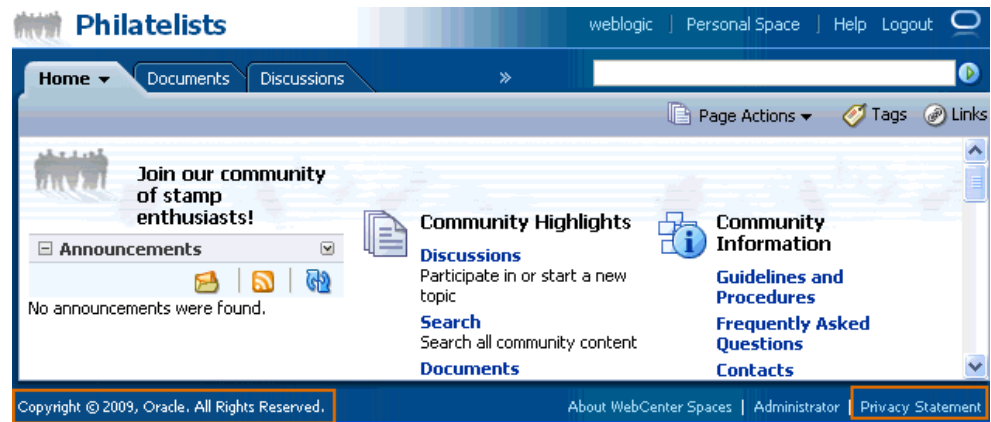 Philatelists
weblogic | Personal Space | Help Logout
Home Documents Discussions »
Page Actions Tags Links
Join our community
of stamp
enthusiasts!
Announcements
No announcements were found.
Community Highlights
Discussions
Participate in or start a new
topic
Search
Search all community content
Documents
Community
Information
Guidelines and
Procedures
Frequently Asked
Questions
Contacts
Copyright © 2009, Oracle. All Rights Reserved.
About WebCenter Spaces | Administrator | Privacy Statement